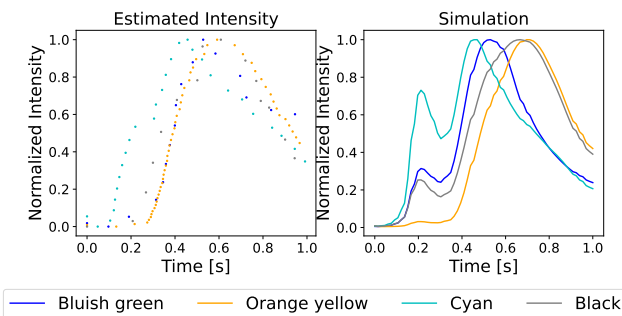 Estimated Intensity
Normalized Intensity
1.0
0.8
0.6
0.4
0.2
0.0
0.0 0.2 0.4 0.6 0.8 1.0
Time [s]
Simulation
Normalized Intensity
1.0
0.8
0.6
0.4
0.2
0.0
0.0 0.2 0.4 0.6 0.8 1.0
Time [s]
Bluish green Orange yellow Cyan Black